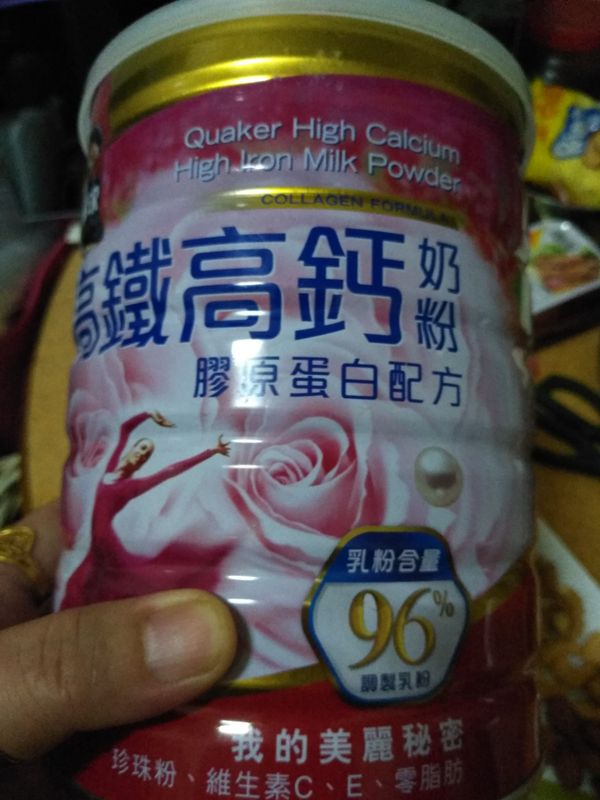 Quaker High Calcium
High Iron Milk Powder
COLLAGEN FORMULA
高鐵高鈣奶粉
膠原蛋白配方
乳粉含量
96%
調製乳粉
我的美麗秘密
珍珠粉、維生素C、E、零脂肪